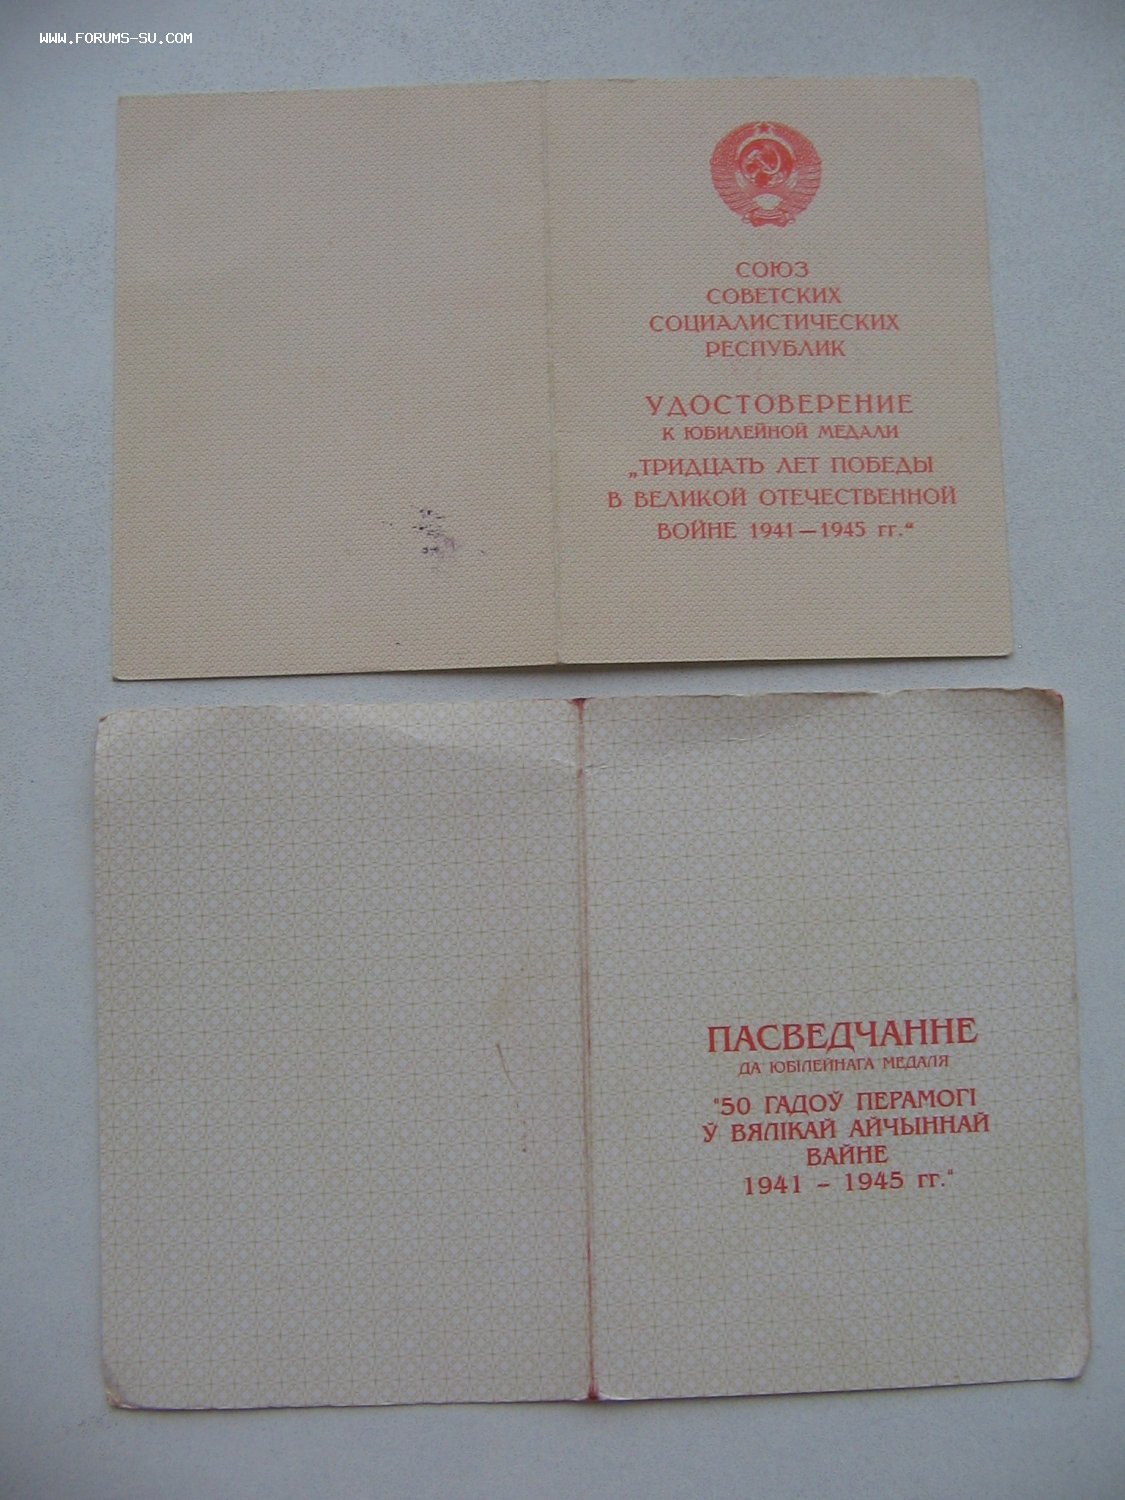 WWW.FORUMS-SU.COM
СОЮЗ
СОВЕТСКИХ
СОЦИАЛИСТИЧЕСКИХ
РЕСПУБЛИК
УДОСТОВЕРЕНИЕ
К ЮБИЛЕЙНОЙ МЕДАЛИ
„ТРИДЦАТЬ ЛЕТ ПОБЕДЫ
В ВЕЛИКОЙ ОТЕЧЕСТВЕННОЙ
ВОЙНЕ 1941—1945 гг.“
ПАСВЕДЧАННЕ
ДА ЮБІЛЕЙНАГА МЕДАЛЯ
"50 ГАДОЎ ПЕРАМОГІ
Ў ВЯЛІКАЙ АЙЧЫННАЙ
ВАЙНЕ
1941 – 1945 гг."